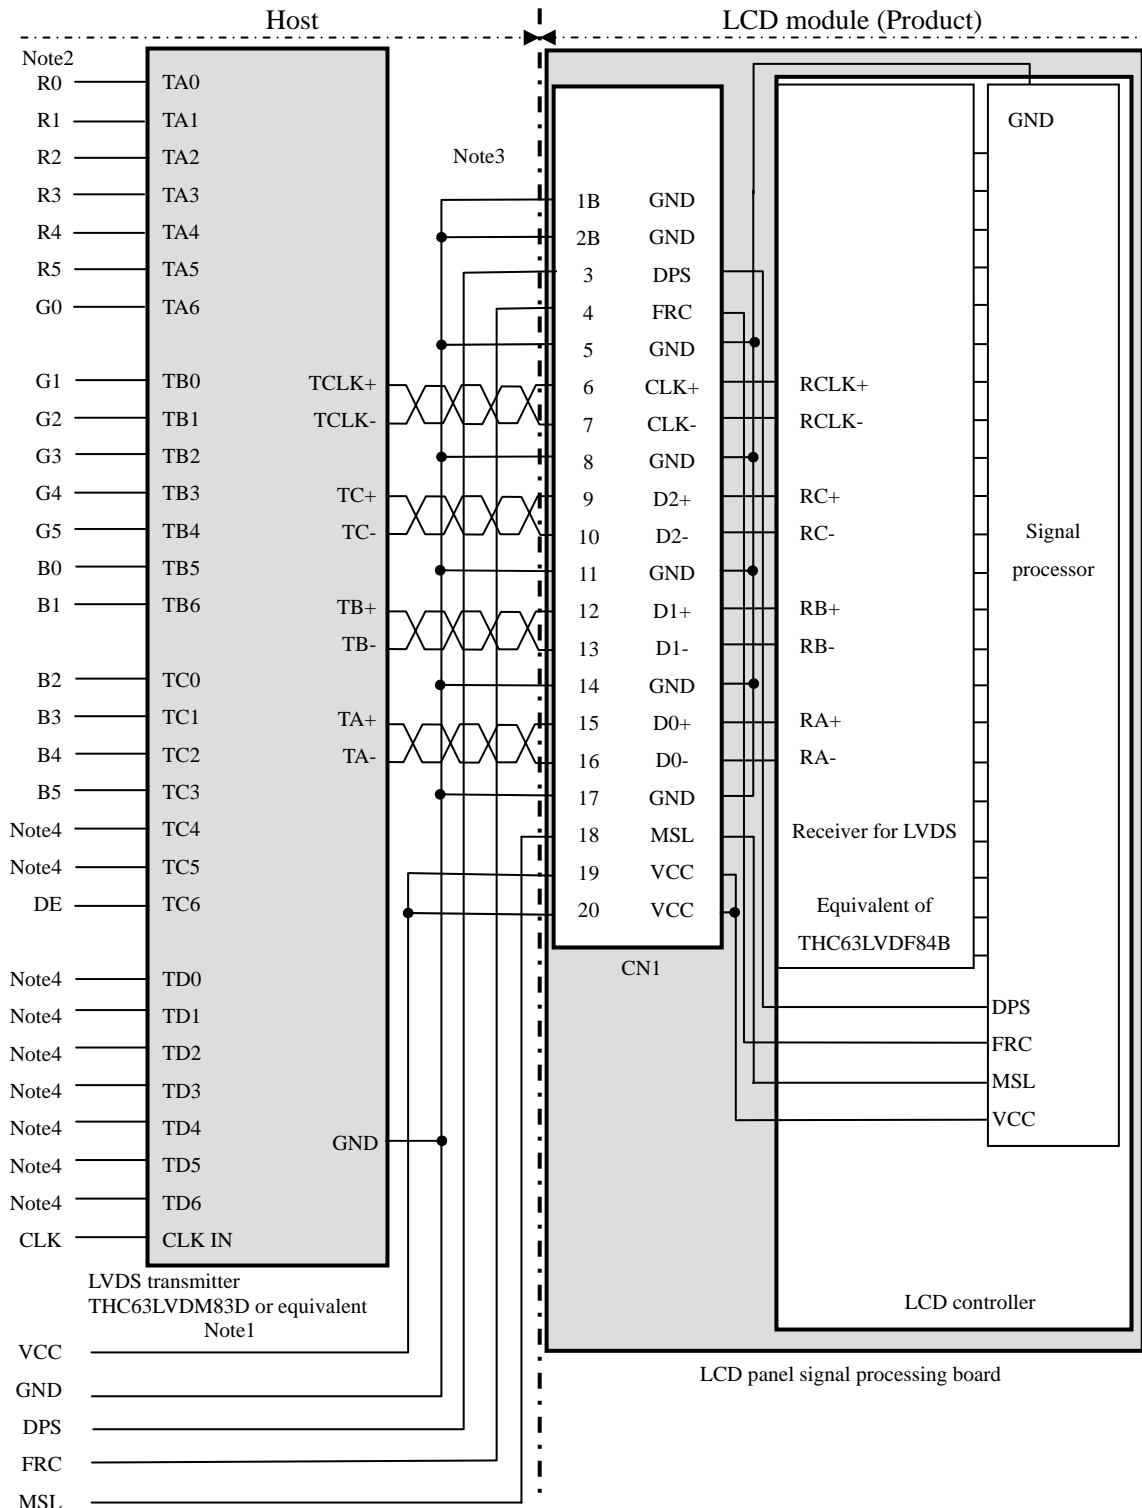 Host
LCD module (Product)
Note2
R0 TA0
R1 TA1
R2 TA2
R3 TA3
R4 TA4
R5 TA5
G0 TA6
G1 TB0
G2 TB1
G3 TB2
G4 TB3
G5 TB4
B0 TB5
B1 TB6
B2 TC0
B3 TC1
B4 TC2
B5 TC3
Note4 TC4
Note4 TC5
DE TC6
Note4 TD0
Note4 TD1
Note4 TD2
Note4 TD3
Note4 TD4
Note4 TD5
Note4 TD6
CLK CLK IN
TCLK+
TCLK-
TC+
TC-
TB+
TB-
TA+
TA-
GND
LVDS transmitter
THC63LVDM83D or equivalent
Note1
VCC
GND
DPS
FRC
MSL
Note3
1B GND
2B GND
3 DPS
4 FRC
5 GND
6 CLK+
7 CLK-
8 GND
9 D2+
10 D2-
11 GND
12 D1+
13 D1-
14 GND
15 D0+
16 D0-
17 GND
18 MSL
19 VCC
20 VCC
CN1
RCLK+
RCLK-
RC+
RC-
RB+
RB-
RA+
RA-
Receiver for LVDS
Equivalent of
THC63LVDF84B
GND
Signal
processor
DPS
FRC
MSL
VCC
LCD controller
LCD panel signal processing board